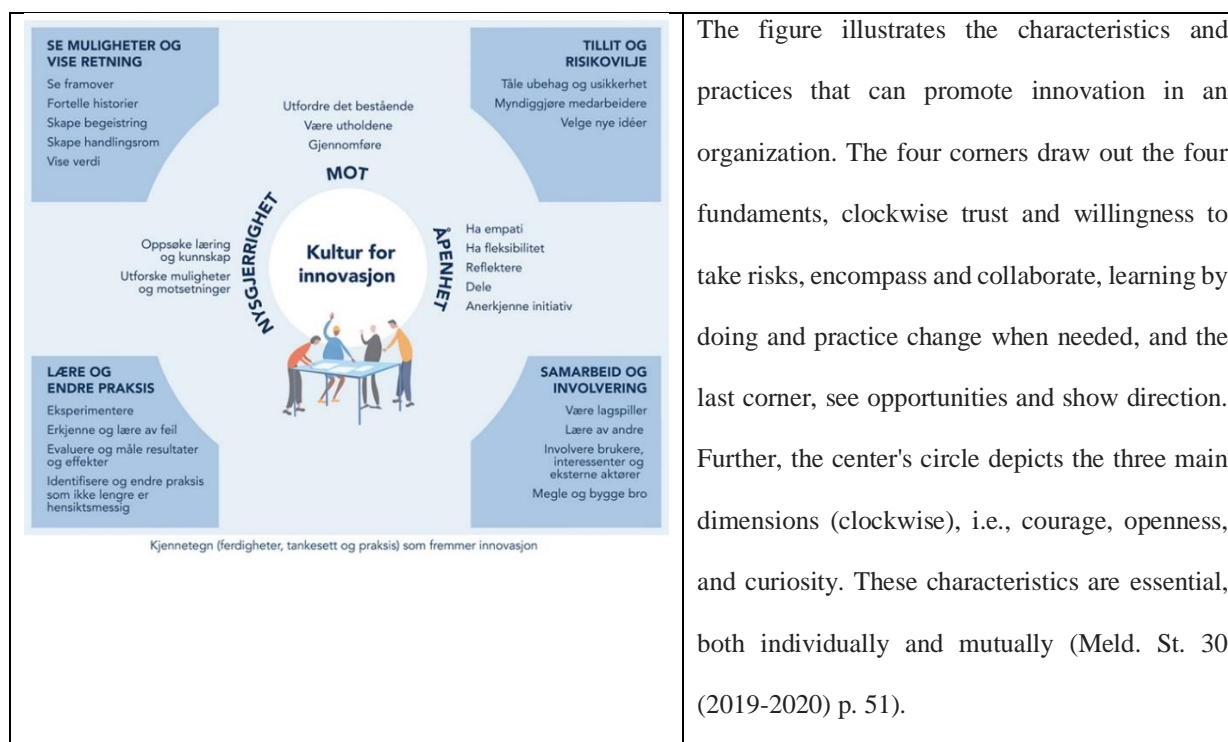 SE MULIGHETER OG
VISE RETNING
Se framover
Fortelle historier
Skape begeistring
Skape handlingsrom
Vise verdi
Utfordre det bestående
Være utholdene
Gjennomføre
MOT
TILLIT OG
RISIKOVILJE
Tåle ubehag og usikkerhet
Myndiggjøre medarbeidere
Velge nye idéer
Oppsøke læring
og kunnskap
Utforske muligheter
og motsetninger
NYSGJERRIGHET
Kultur for
innovasjon
ÅPENHET
Ha empati
Ha fleksibilitet
Reflektere
Dele
Anerkjenne initiativ
LÆRE OG
ENDRE PRAKSIS
Eksperimentere
Erkjenne og lære av feil
Evaluere og måle resultater
og effekter
Identifisere og endre praksis
som ikke lengre er
hensiktsmessig
SAMARBEID OG
INVOLVERING
Være lagspiller
Lære av andre
Involvere brukere,
interessenter og
eksterne aktører
Megle og bygge bro
Kjennetegn (ferdigheter, tankesett og praksis) som fremmer innovasjon
The figure illustrates the characteristics and
practices that can promote innovation in an
organization. The four corners draw out the four
fundaments, clockwise trust and willingness to
take risks, encompass and collaborate, learning by
doing and practice change when needed, and the
last corner, see opportunities and show direction.
Further, the center's circle depicts the three main
dimensions (clockwise), i.e., courage, openness,
and curiosity. These characteristics are essential,
both individually and mutually (Meld. St. 30
(2019-2020) p. 51).